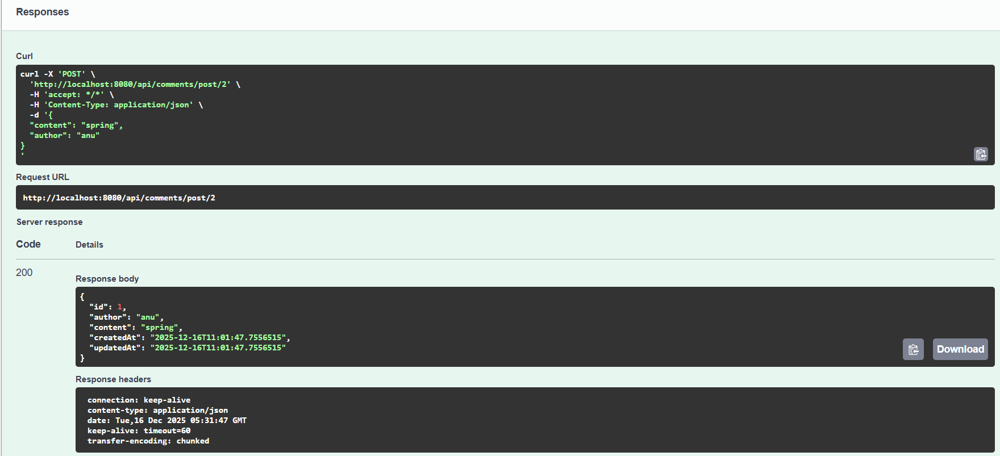 Responses
Curl
curl -X 'POST' \
  'http://localhost:8080/api/comments/post/2' \
  -H 'accept: */*' \
  -H 'Content-Type: application/json' \
  -d '{
  "content": "spring",
  "author": "anu"
}
'
Request URL
http://localhost:8080/api/comments/post/2
Server response
Code Details
200
Response body
{
  "id": 1,
  "author": "anu",
  "content": "spring",
  "createdAt": "2025-12-16T11:01:47.7556515",
  "updatedAt": "2025-12-16T11:01:47.7556515"
}
Download
Response headers
connection: keep-alive
content-type: application/json
date: Tue,16 Dec 2025 05:31:47 GMT
keep-alive: timeout=60
transfer-encoding: chunked